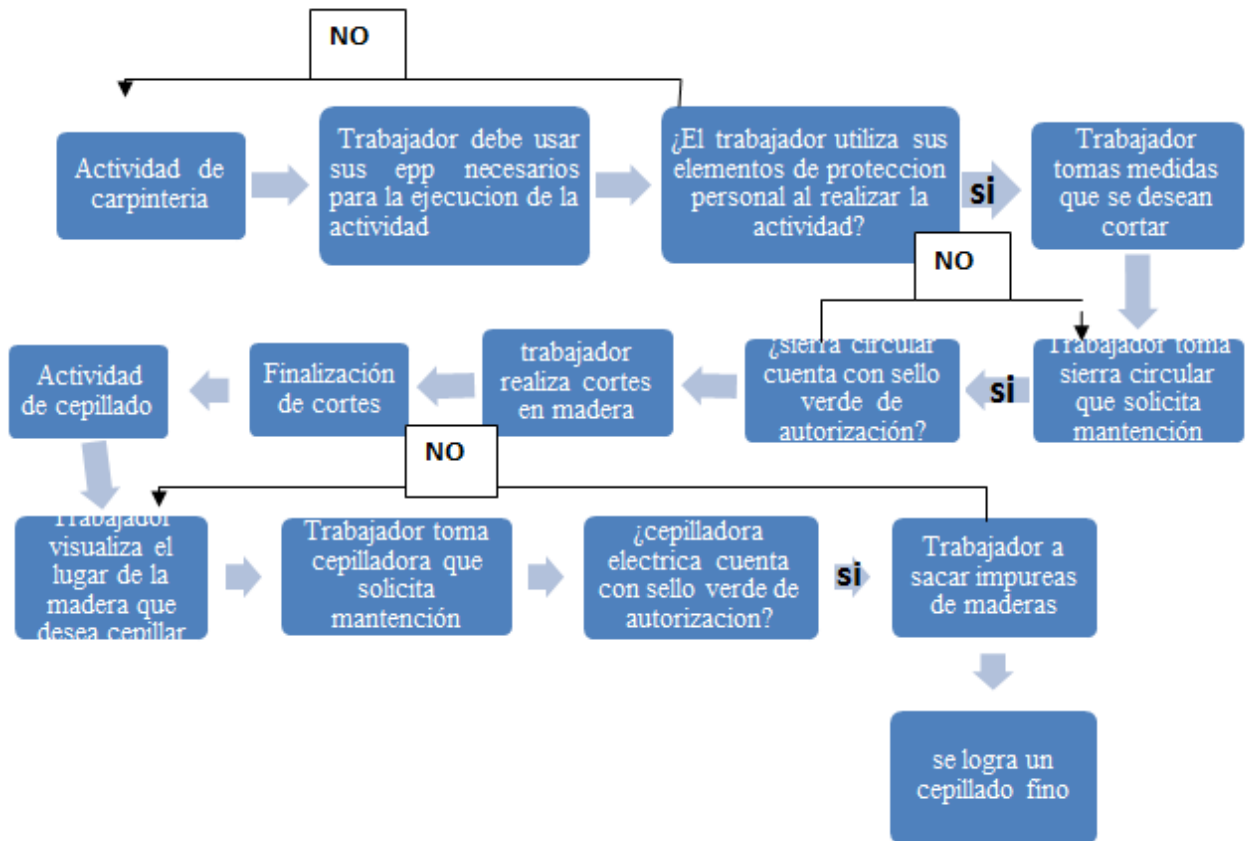 NO
Actividad de
carpinteria
Trabajador debe usar
sus epp necesarios
para la ejecucion de la
actividad
¿El trabajador utiliza sus
elementos de proteccion
personal al realizar la
actividad?
si
Trabajador
tomas medidas
que se desean
cortar
NO
Trabajador toma
sierra circular
que solicita
mantención
si
¿sierra circular
cuenta con sello
verde de
autorización?
trabajador
realiza cortes
en madera
Finalización
de cortes
Actividad
de cepillado
NO
Trabajador
visualiza el
lugar de la
madera que
desea cepillar
Trabajador toma
cepilladora que
solicita
mantención
¿cepilladora
electrica cuenta
con sello verde de
autorizacion?
si
Trabajador a
sacar impureas
de maderas
se logra un
cepillado fino